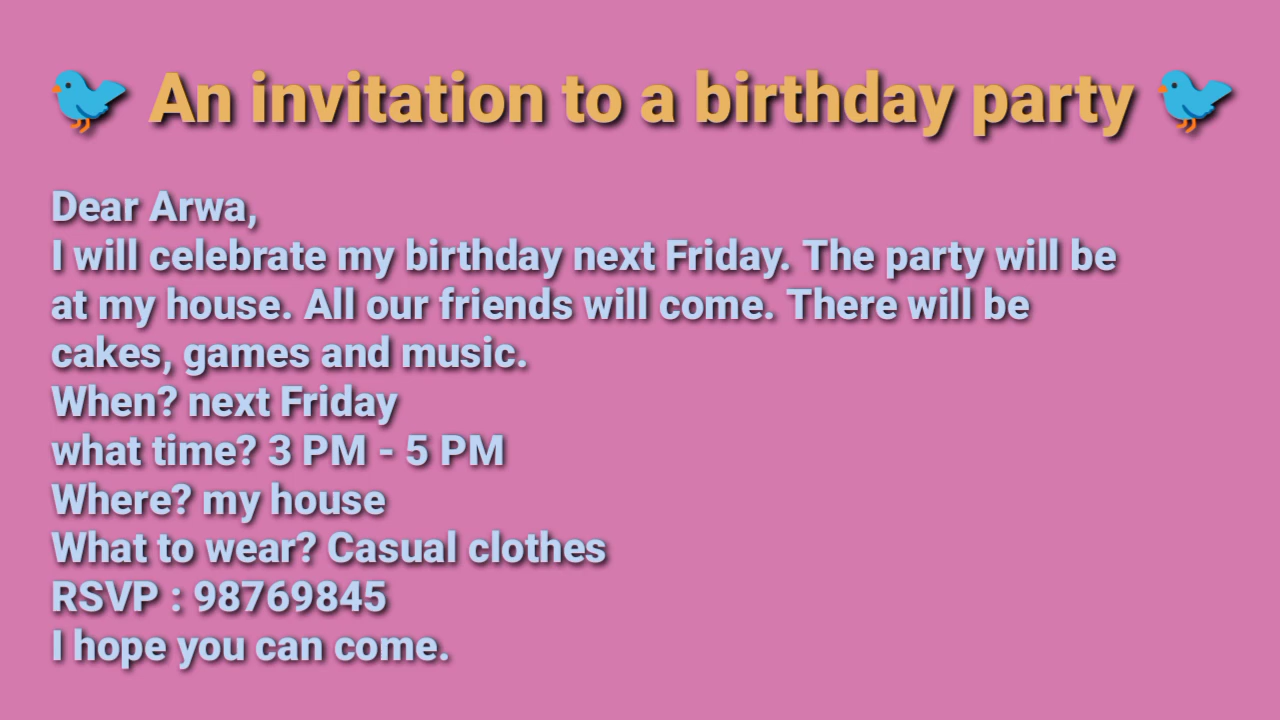 🐦 An invitation to a birthday party 🐦
Dear Arwa,
I will celebrate my birthday next Friday. The party will be
at my house. All our friends will come. There will be
cakes, games and music.
When? next Friday
what time? 3 PM - 5 PM
Where? my house
What to wear? Casual clothes
RSVP : 98769845
I hope you can come.